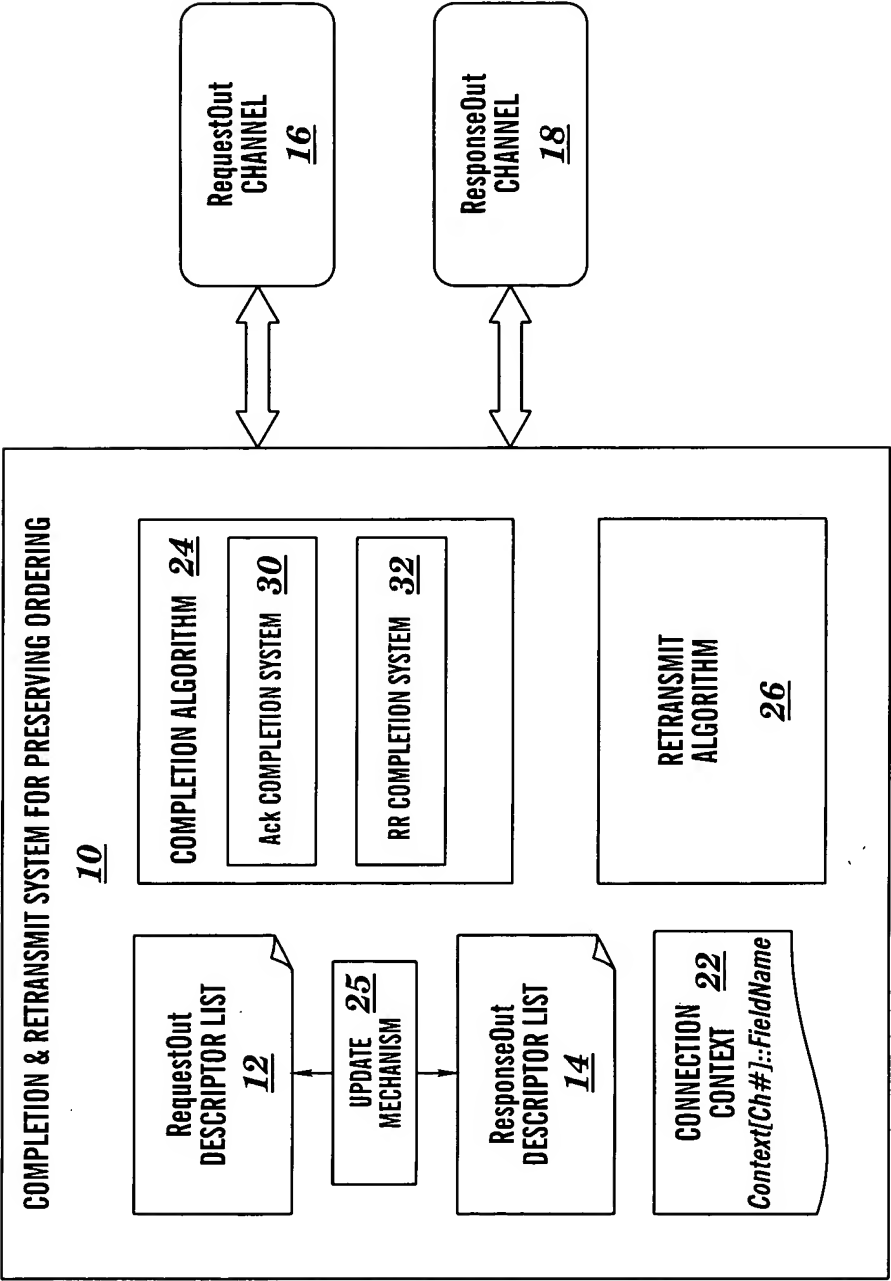 COMPLETION & RETRANSMIT SYSTEM FOR PRESERVING ORDERING
10
RequestOut
DESCRIPTOR LIST
12
UPDATE
MECHANISM
25
ResponseOut
DESCRIPTOR LIST
14
CONNECTION
CONTEXT
22
Context[Ch#]::FieldName
COMPLETION ALGORITHM 24
Ack COMPLETION SYSTEM 30
RR COMPLETION SYSTEM 32
RETRANSMIT
ALGORITHM
26
RequestOut
CHANNEL
16
ResponseOut
CHANNEL
18